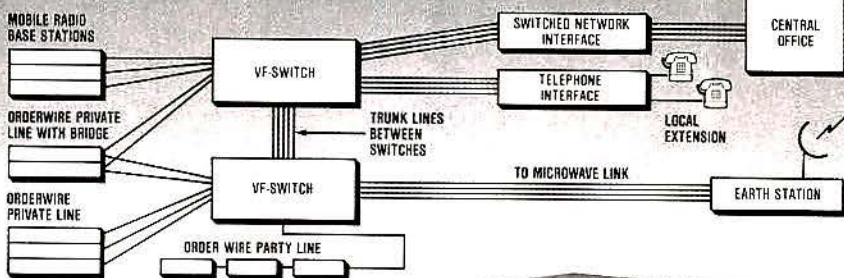 MOBILE RADIO
BASE STATIONS
VF-SWITCH
SWITCHED NETWORK
INTERFACE
CENTRAL
OFFICE
TELEPHONE
INTERFACE
LOCAL
EXTENSION
ORDERWIRE PRIVATE
LINE WITH BRIDGE
TRUNK LINES
BETWEEN
SWITCHES
VF-SWITCH
TO MICROWAVE LINK
EARTH STATION
ORDERWIRE
PRIVATE LINE
ORDER WIRE PARTY LINE